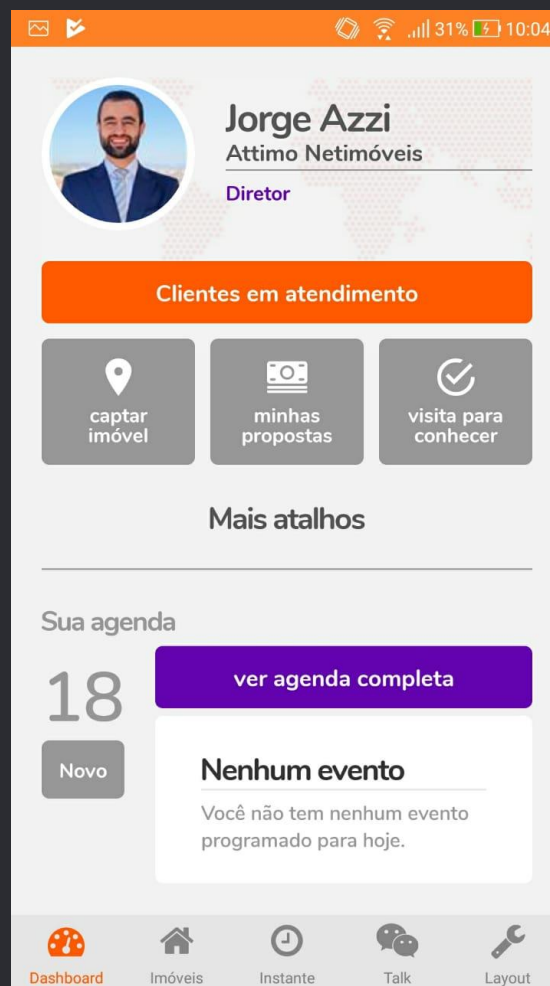 31% 10:04
Jorge Azzi
Attimo Netimóveis
Diretor
Clientes em atendimento
captar
imóvel
minhas
propostas
visita para
conhecer
Mais atalhos
Sua agenda
18
Novo
ver agenda completa
Nenhum evento
Você não tem nenhum evento
programado para hoje.
Dashboard Imóveis Instante Talk Layout